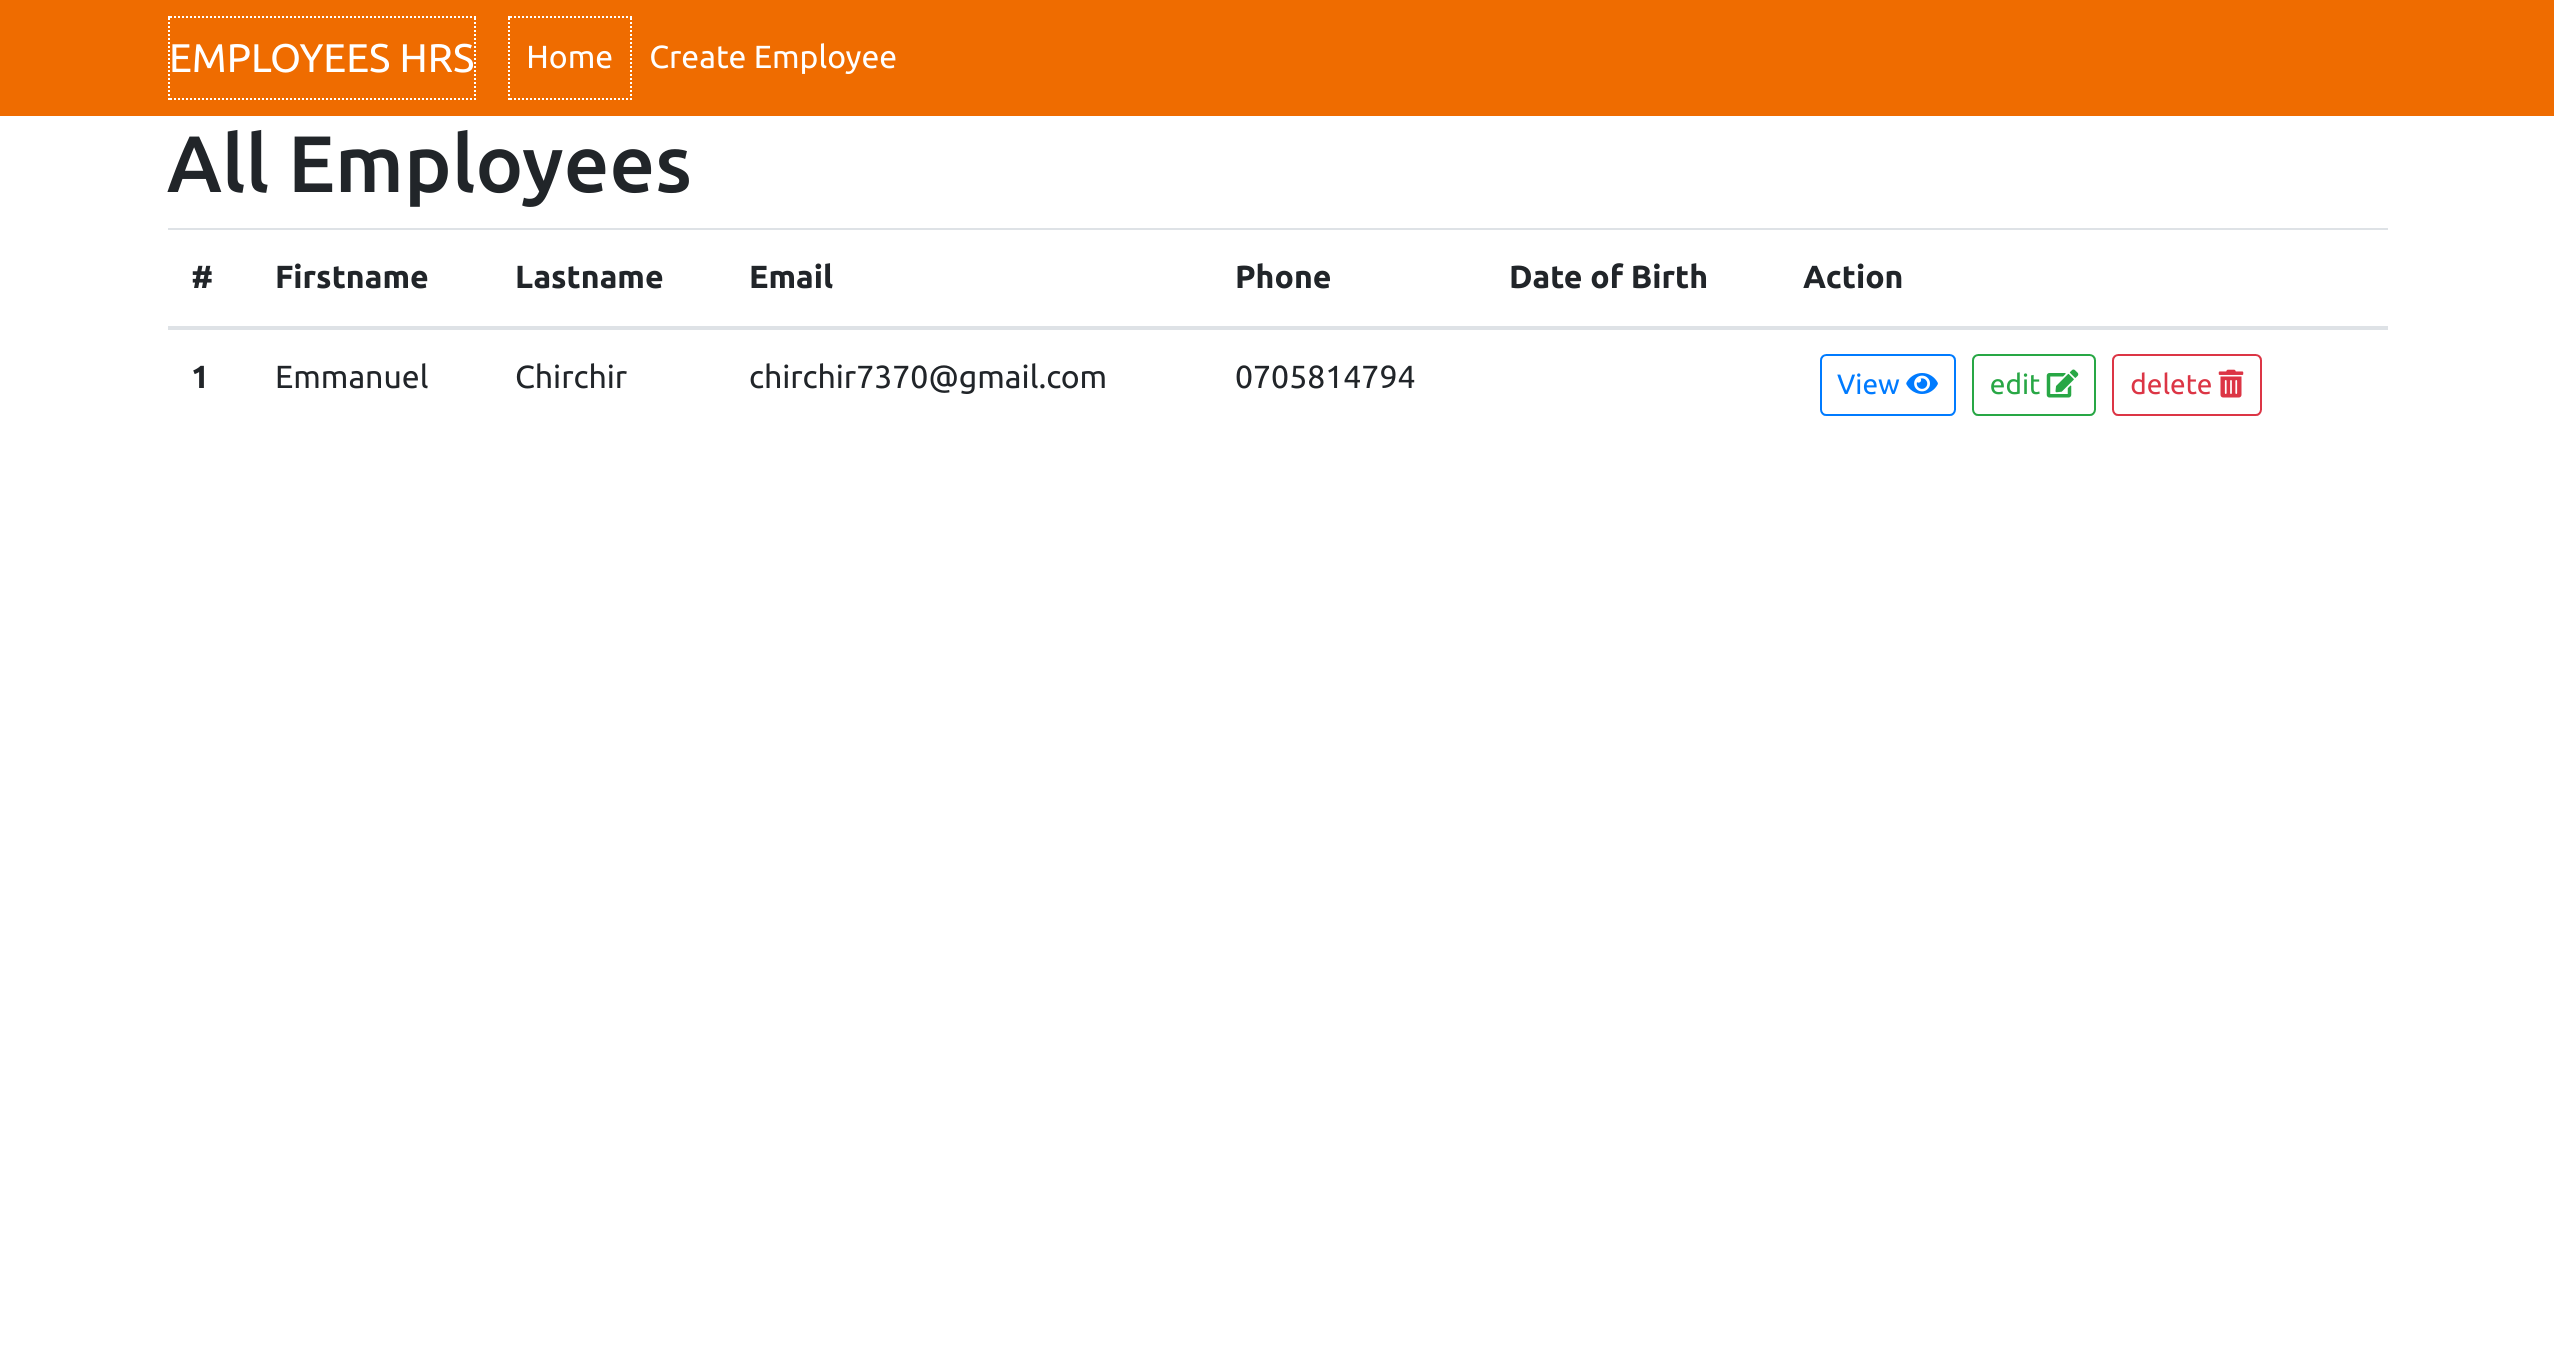 EMPLOYEES HRS Home Create Employee
All Employees
# Firstname Lastname Email Phone Date of Birth Action
1 Emmanuel Chirchir chirchir7370@gmail.com 0705814794 View edit delete